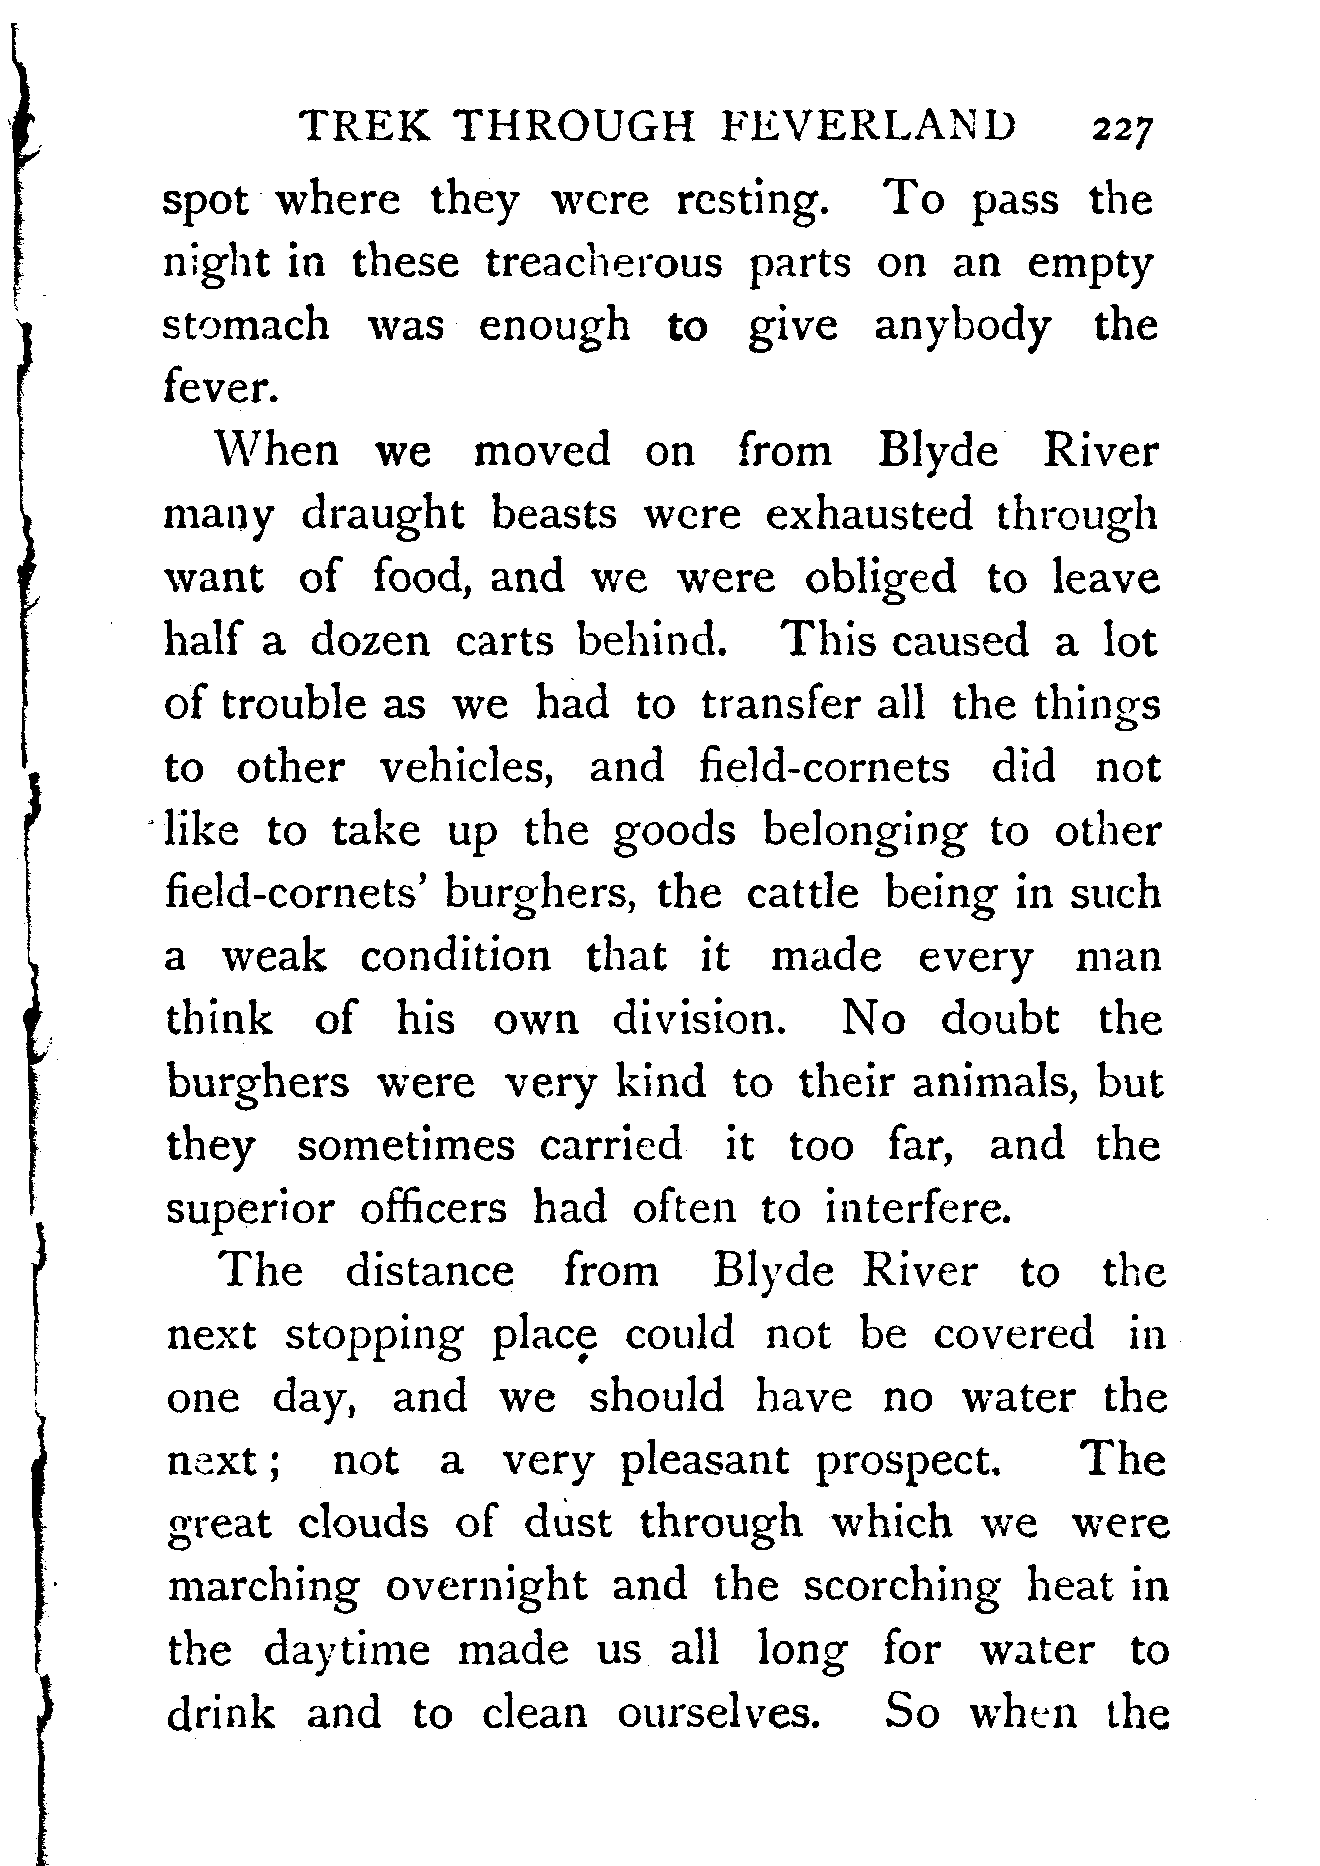 TREK THROUGH FEVERLAND 227
spot where they were resting. To pass the
night in these treacherous parts on an empty
stomach was enough to give anybody the
fever.
When we moved on from Blyde River
many draught beasts were exhausted through
want of food, and we were obliged to leave
half a dozen carts behind. This caused a lot
of trouble as we had to transfer all the things
to other vehicles, and field-cornets did not
like to take up the goods belonging to other
field-cornets' burghers, the cattle being in such
a weak condition that it made every man
think of his own division. No doubt the
burghers were very kind to their animals, but
they sometimes carried it too far, and the
superior officers had often to interfere.
The distance from Blyde River to the
next stopping place could not be covered in
one day, and we should have no water the
next; not a very pleasant prospect. The
great clouds of dust through which we were
marching overnight and the scorching heat in
the daytime made us all long for water to
drink and to clean ourselves. So when the